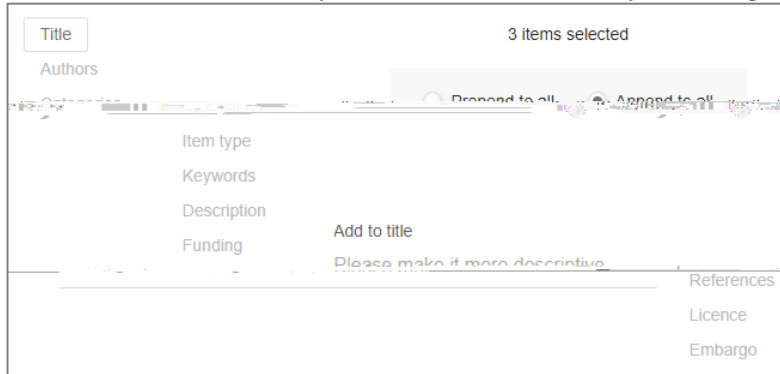 Title
3 items selected
Authors
Categories
Prepend to all
Append to all
Item type
Keywords
Description
Add to title
Funding
Please make it more descriptive
References
Licence
Embargo